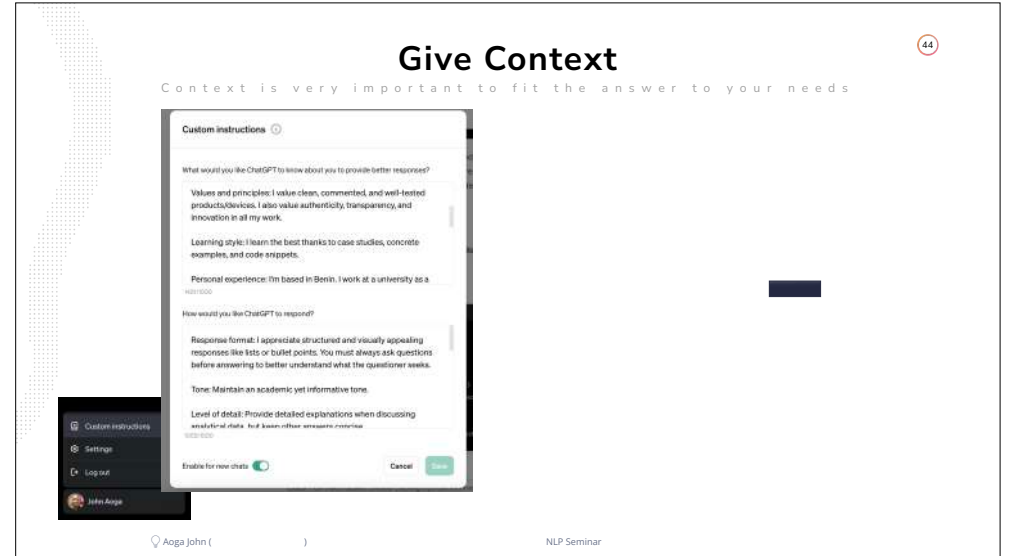 44
Give Context
Context is very important to fit the answer to your needs
Custom instructions
What would you like ChatGPT to know about you to provide better responses?
Values and principles: I value clean, commented, and well-tested
products/devices. I also value authenticity, transparency, and
innovation in all my work.
Learning style: I learn the best thanks to case studies, concrete
examples, and code snippets.
Personal experience: I'm based in Benin. I work at a university as a
How would you like ChatGPT to respond?
Response format: I appreciate structured and visually appealing
responses like lists or bullet points. You must always ask questions
before answering to better understand what the questioner seeks.
Tone: Maintain an academic yet informative tone.
Level of detail: Provide detailed explanations when discussing
analytical data, but keep other answers concise
Enable for new chats
Cancel
Save
Custom instructions
Settings
Log out
John Aoga
Aoga John ( )
NLP Seminar